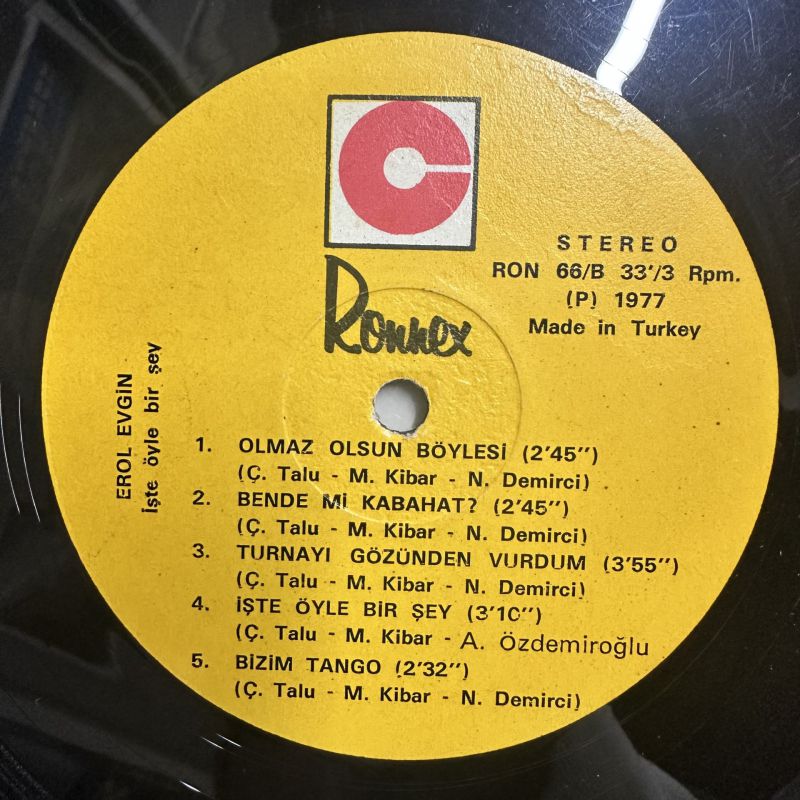 Ronnex
STEREO
RON 66/B 33'/3 Rpm.
(P) 1977
Made in Turkey
EROL EVGİN
İşte öyle bir şey
1. OLMAZ OLSUN BÖYLESİ (2'45'')
(Ç. Talu - M. Kibar - N. Demirci)
2. BENDE Mİ KABAHAT? (2'45'')
(Ç. Talu - M. Kibar - N. Demirci)
3. TURNAYI GÖZÜNDEN VURDUM (3'55'')
(Ç. Talu - M. Kibar - N. Demirci)
4. İŞTE ÖYLE BİR ŞEY (3'10'')
(Ç. Talu - M. Kibar - A. Özdemiroğlu
5. BİZİM TANGO (2'32'')
(Ç. Talu - M. Kibar - N. Demirci)